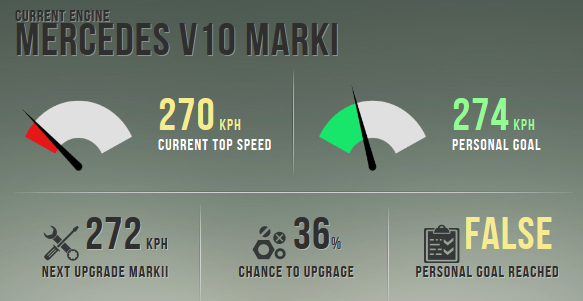 CURRENT ENGINE
MERCEDES V10 MARKI
270 KPH
CURRENT TOP SPEED
274 KPH
PERSONAL GOAL
272 KPH
NEXT UPGRADE MARKII
36%
CHANCE TO UPGRAGE
FALSE
PERSONAL GOAL REACHED